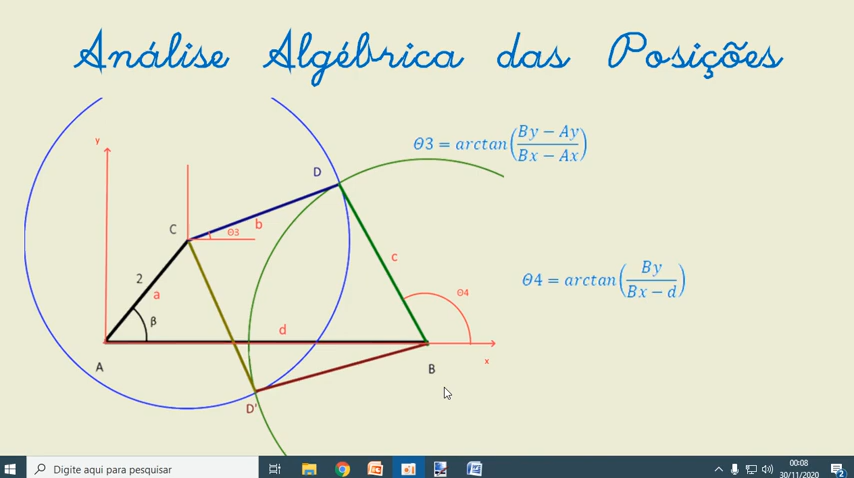 Análise Algébrica das Posições
Θ3 = arctan(By − Ay / Bx − Ax)
y
D
C
b
Θ3
2
a
β
c
Θ4 = arctan(By / Bx − d)
Θ4
d
x
A
B
D'
Digite aqui para pesquisar
00:08
30/11/2020
2